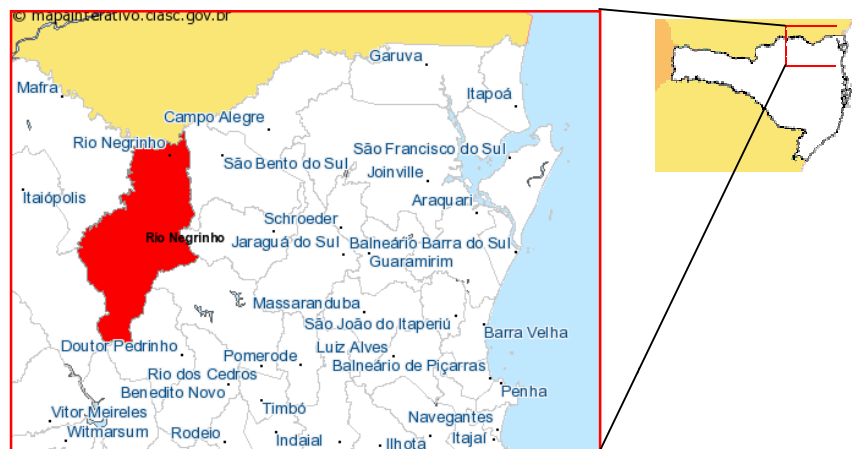 © mapainterativo.ciasc.gov.br
Garuva
Mafra
Itapoá
Campo Alegre
Rio Negrinho
São Bento do Sul
São Francisco do Sul
Joinville
Itaiópolis
Araquari
Schroeder
Rio Negrinho
Jaraguá do Sul
Balneário Barra do Sul
Guaramirim
Massaranduba
São João do Itaperiú
Barra Velha
Doutor Pedrinho
Pomerode
Luiz Alves
Balneário de Piçarras
Rio dos Cedros
Benedito Novo
Penha
Vitor Meireles
Timbó
Navegantes
Witmarsum
Rodeio
Indaial
Ilhota
Itajaí